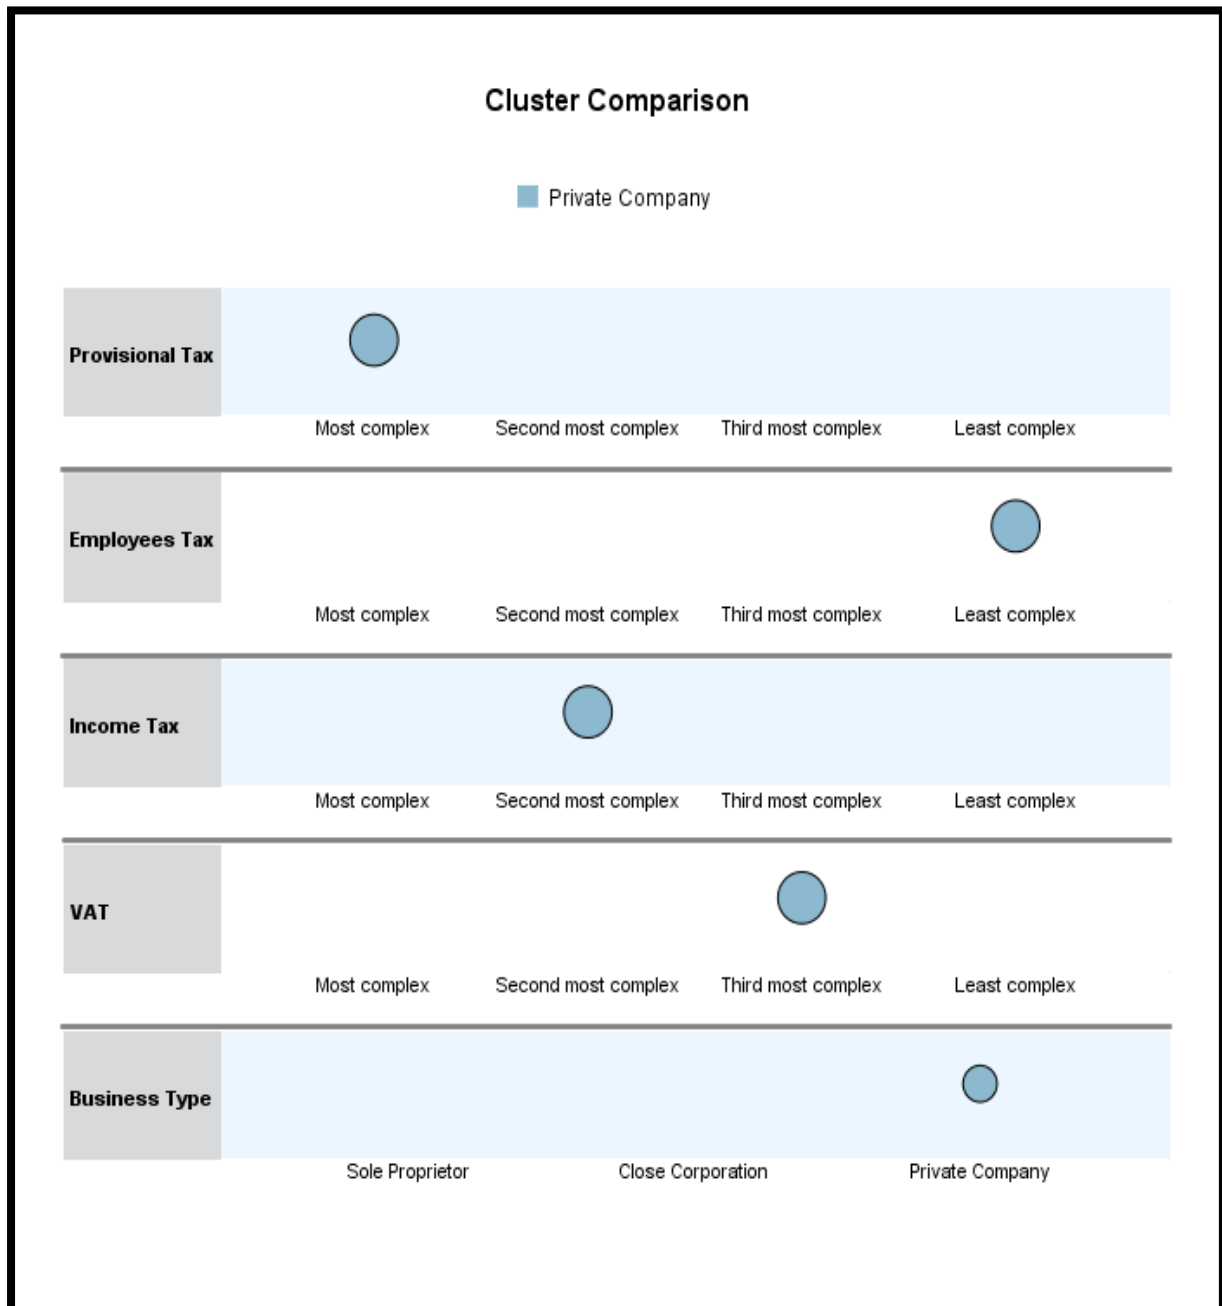 Cluster Comparison
Private Company
Provisional Tax
Most complex Second most complex Third most complex Least complex
Employees Tax
Most complex Second most complex Third most complex Least complex
Income Tax
Most complex Second most complex Third most complex Least complex
VAT
Most complex Second most complex Third most complex Least complex
Business Type
Sole Proprietor Close Corporation Private Company